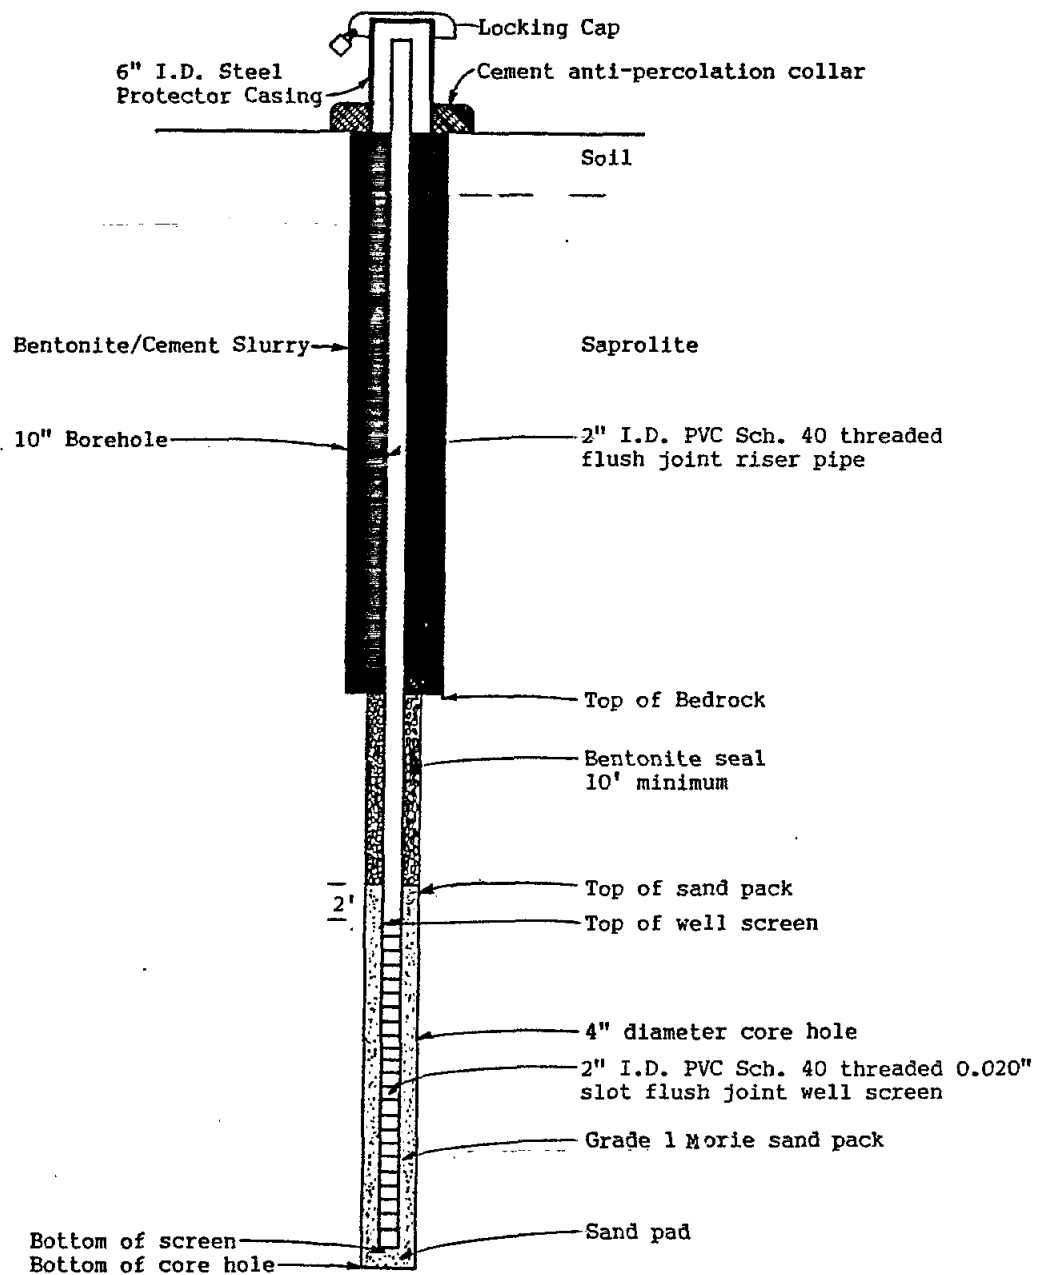 Locking Cap
6" I.D. Steel
Protector Casing
Cement anti-percolation collar
Soil
Bentonite/Cement Slurry
Saprolite
10" Borehole
2" I.D. PVC Sch. 40 threaded
flush joint riser pipe
Top of Bedrock
Bentonite seal
10' minimum
Top of sand pack
2'
Top of well screen
4" diameter core hole
2" I.D. PVC Sch. 40 threaded 0.020"
slot flush joint well screen
Grade 1 Morie sand pack
Sand pad
Bottom of screen
Bottom of core hole